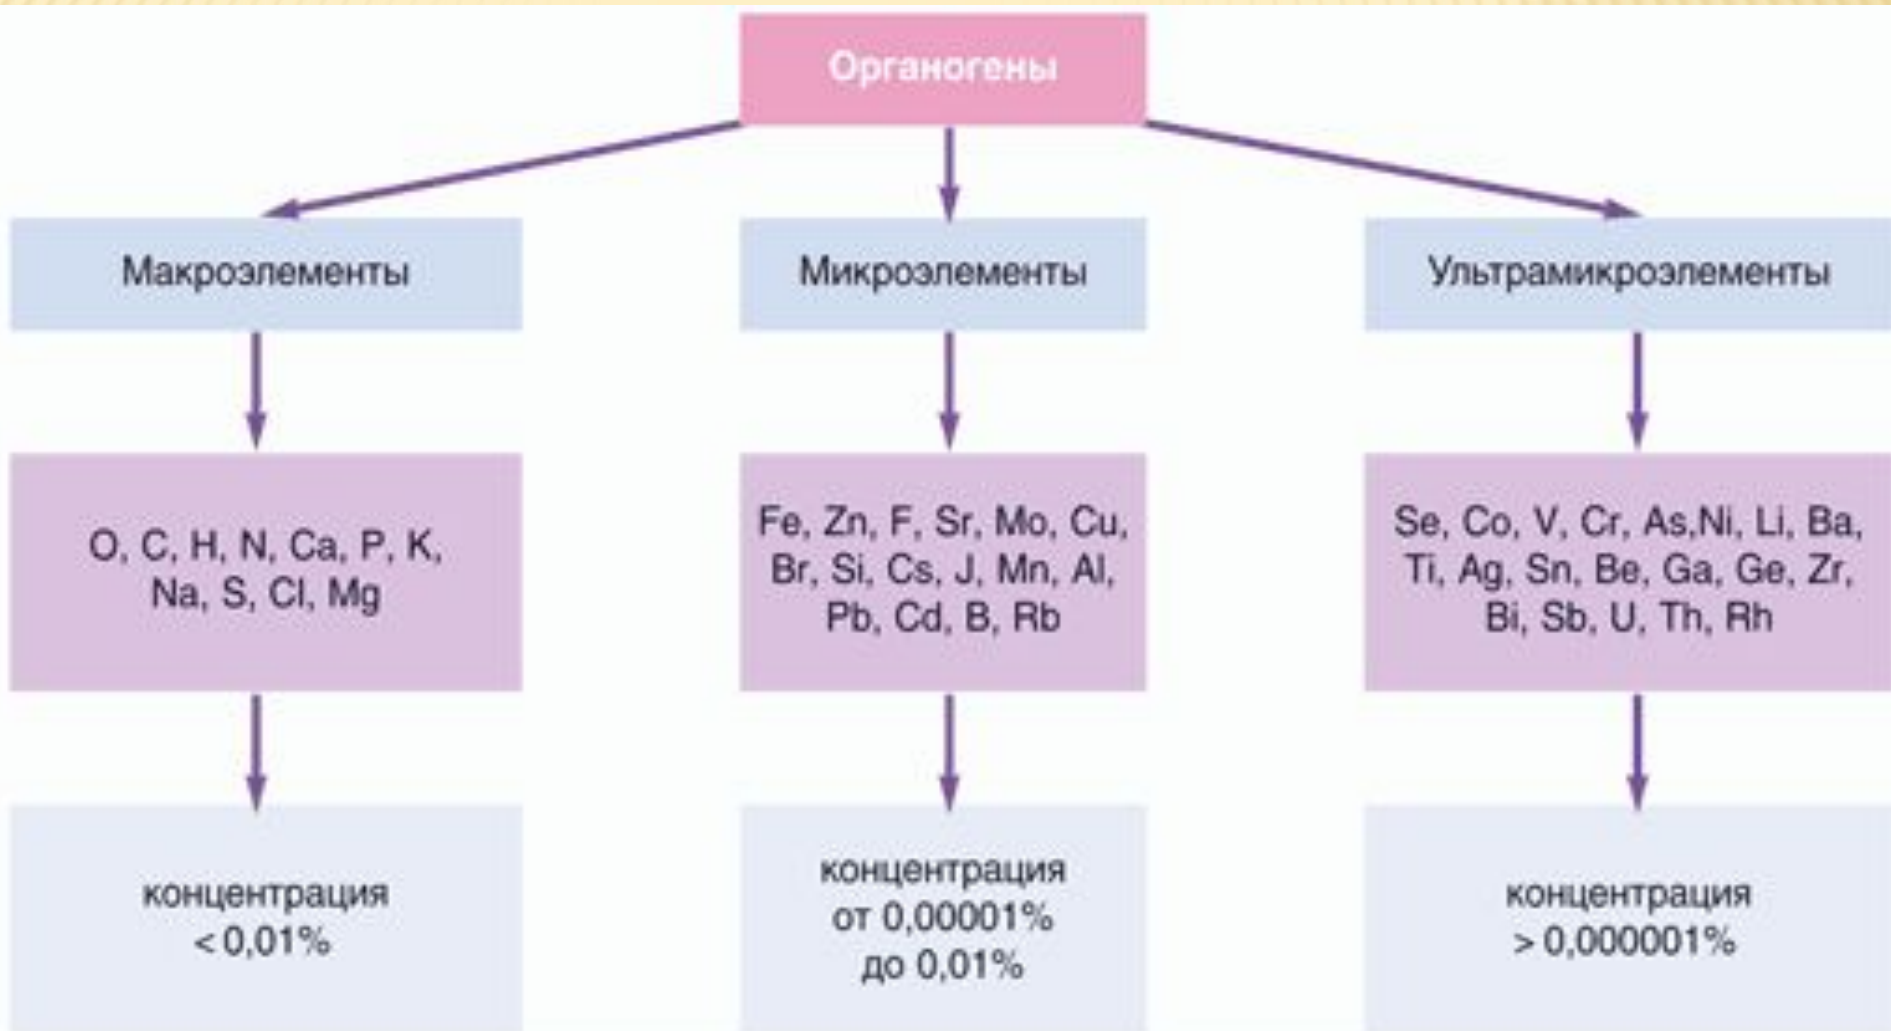 Органогены
Макроэлементы
Микроэлементы
Ультрамикроэлементы
O, C, H, N, Ca, P, K,
Na, S, Cl, Mg
Fe, Zn, F, Sr, Mo, Cu,
Br, Si, Cs, J, Mn, Al,
Pb, Cd, B, Rb
Se, Co, V, Cr, As,Ni, Li, Ba,
Ti, Ag, Sn, Be, Ga, Ge, Zr,
Bi, Sb, U, Th, Rh
концентрация
< 0,01%
концентрация
от 0,00001%
до 0,01%
концентрация
> 0,000001%